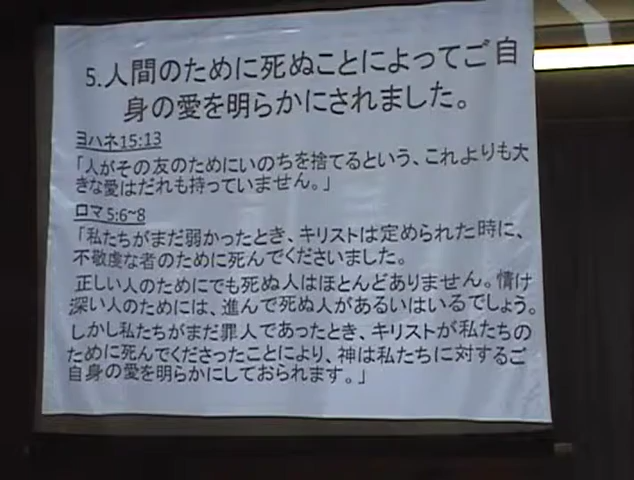 5.人間のために死ぬことによってご自
身の愛を明らかにされました。
ヨハネ15:13
「人がその友のためにいのちを捨てるという、これよりも大
きな愛はだれも持っていません。」
ロマ5:6~8
「私たちがまだ弱かったとき、キリストは定められた時に、
不敬虔な者のために死んでくださいました。
正しい人のためにでも死ぬ人はほとんどありません。情け
深い人のためには、進んで死ぬ人があるいはいるでしょう。
しかし私たちがまだ罪人であったとき、キリストが私たちの
ために死んでくださったことにより、神は私たちに対するご
自身の愛を明らかにしておられます。」